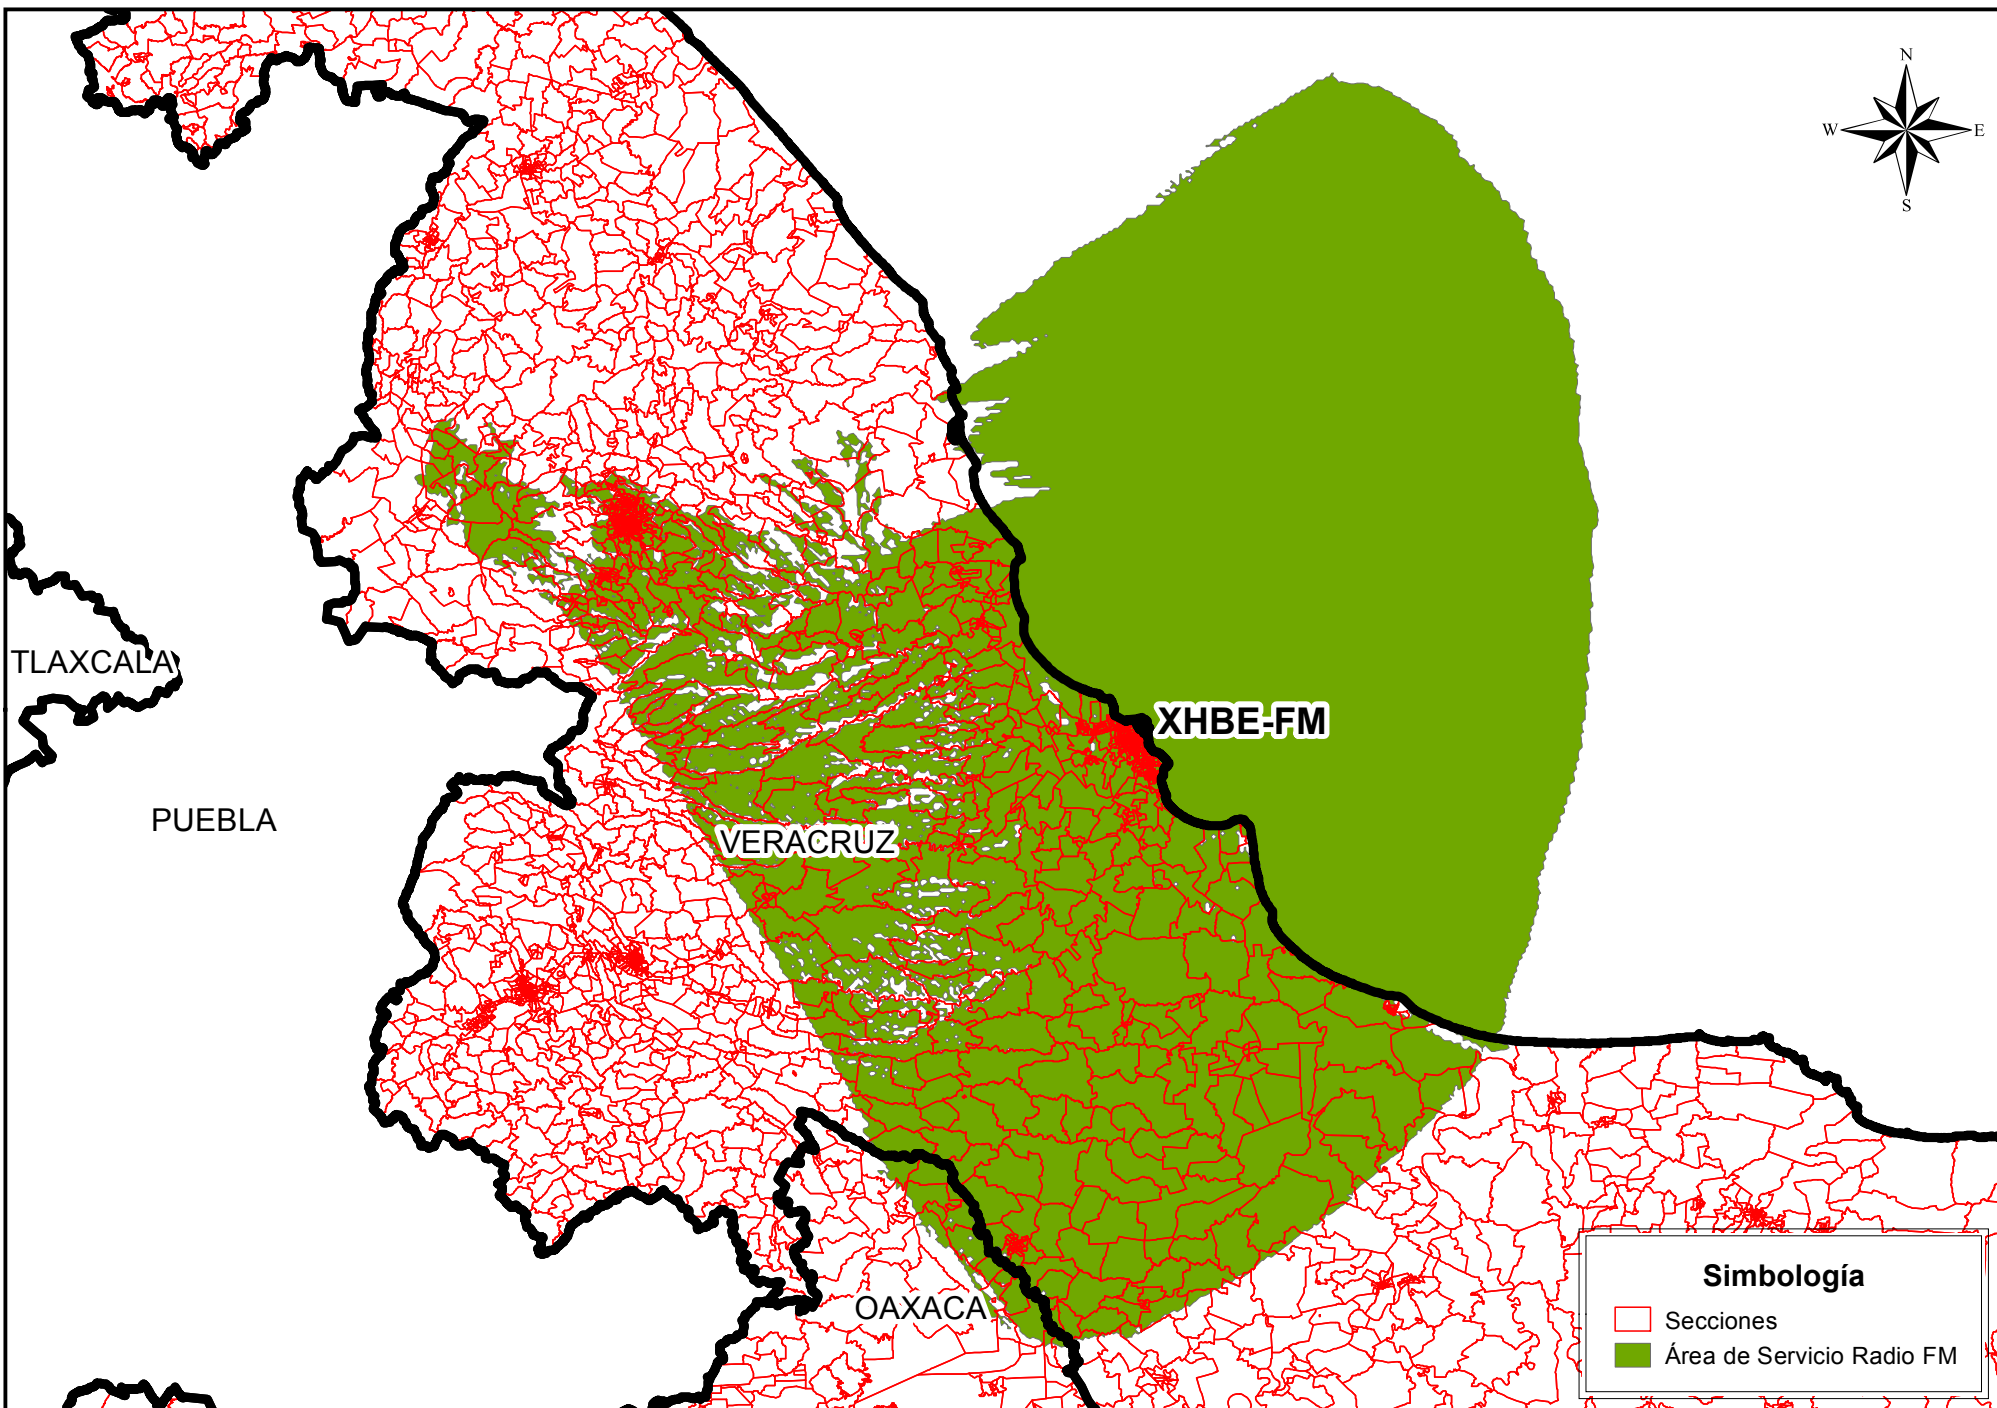 N
W E
S
TLAXCALA
XHBE-FM
PUEBLA
VERACRUZ
OAXACA
Simbología
Secciones
Área de Servicio Radio FM